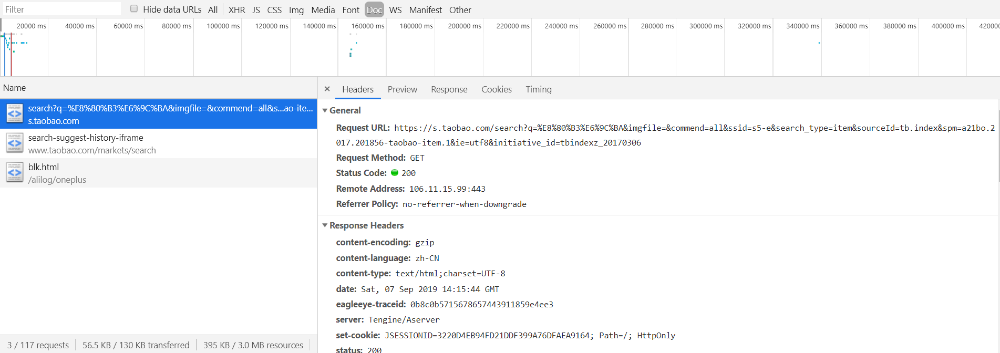 Filter Hide data URLs All XHR JS CSS Img Media Font Doc WS Manifest Other
20000 ms 40000 ms 60000 ms 80000 ms 100000 ms 120000 ms 140000 ms 160000 ms 180000 ms 200000 ms 220000 ms 240000 ms 260000 ms 280000 ms 300000 ms 320000 ms 340000 ms 360000 ms 380000 ms 400000 ms 42000
Name
search?q=%E8%80%B3%E6%9C%BA&imgfile=&commend=all&s...ao-ite...
s.taobao.com
search-suggest-history-iframe
www.taobao.com/markets/search
blk.html
/alilog/oneplus
3 / 117 requests 56.5 KB / 130 KB transferred 395 KB / 3.0 MB resources
× Headers Preview Response Cookies Timing
General
Request URL: https://s.taobao.com/search?q=%E8%80%B3%E6%9C%BA&imgfile=&commend=all&ssid=s5-e&search_type=item&sourceId=tb.index&spm=a21bo.2
017.201856-taobao-item.1&ie=utf8&initiative_id=tbindexz_20170306
Request Method: GET
Status Code: 200
Remote Address: 106.11.15.99:443
Referrer Policy: no-referrer-when-downgrade
Response Headers
content-encoding: gzip
content-language: zh-CN
content-type: text/html;charset=UTF-8
date: Sat, 07 Sep 2019 14:15:44 GMT
eagleeye-traceid: 0b8c0b5715678657443911859e4ee3
server: Tengine/Aserver
set-cookie: JSESSIONID=3220D4EB94FD21DDF399A76DFAEA9164; Path=/; HttpOnly
status: 200